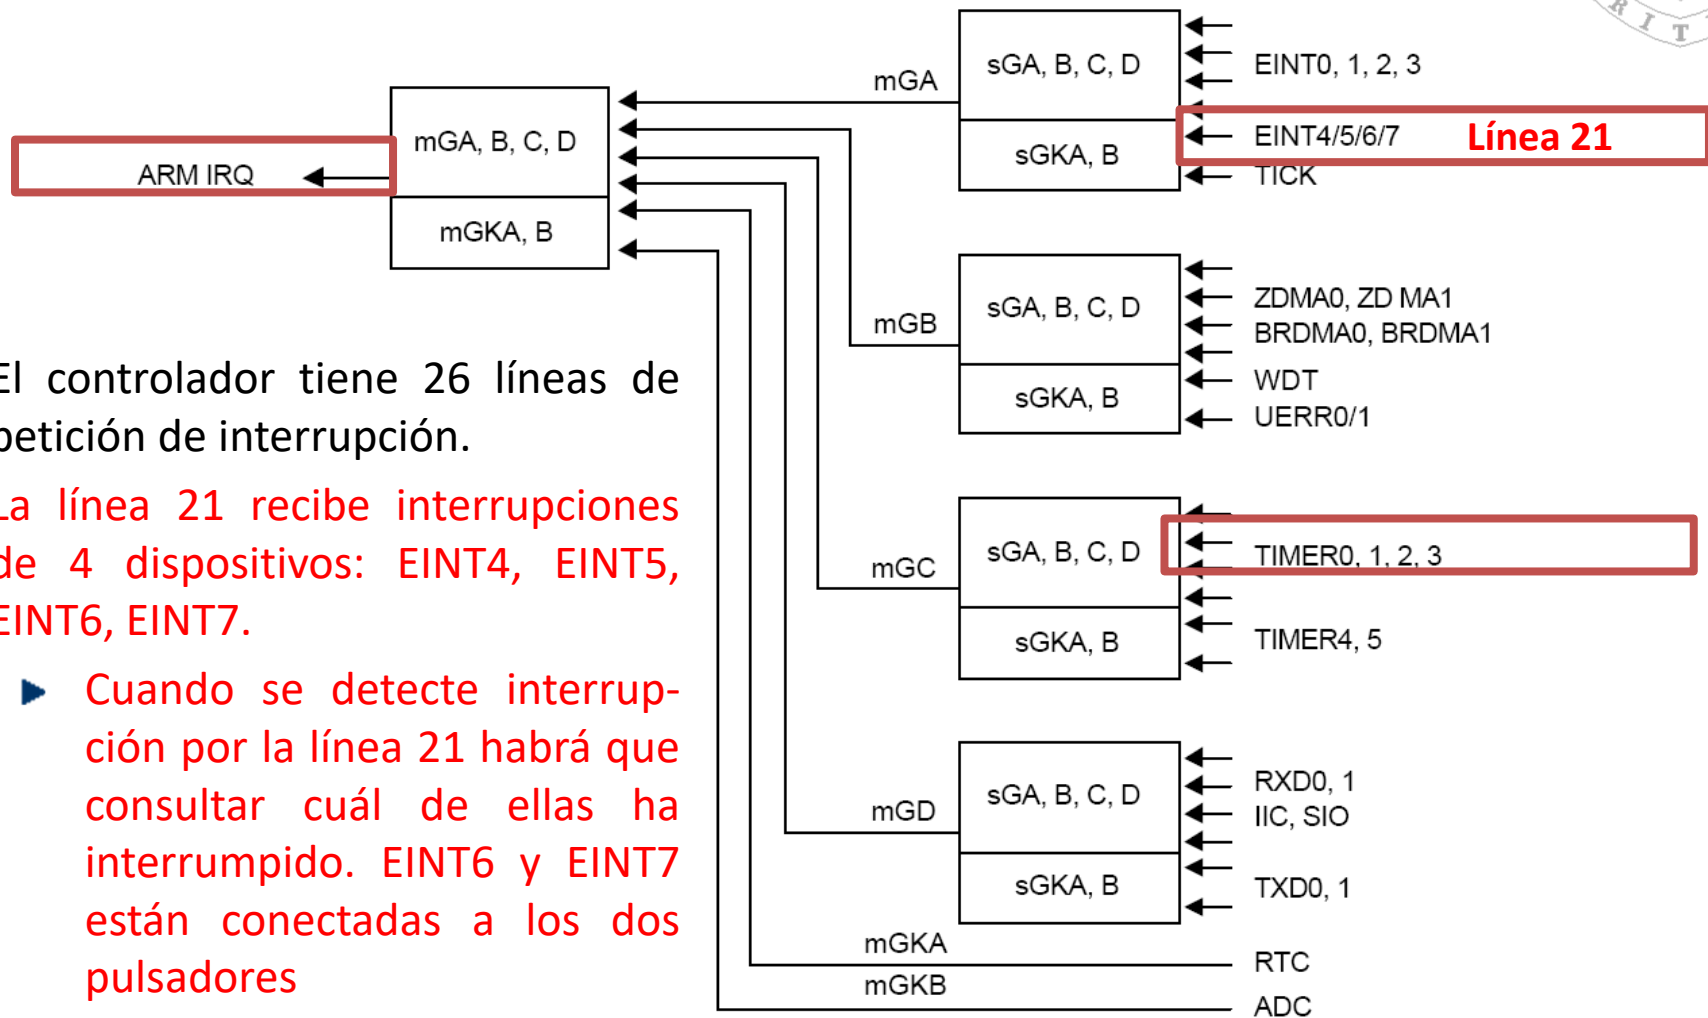 R I T
mGA
sGA, B, C, D
EINT0, 1, 2, 3
sGKA, B
EINT4/5/6/7 Línea 21
TICK
mGA, B, C, D
ARM IRQ
mGKA, B
mGB
sGA, B, C, D
ZDMA0, ZD MA1
BRDMA0, BRDMA1
sGKA, B
WDT
UERR0/1
El controlador tiene 26 líneas de
petición de interrupción.
La línea 21 recibe interrupciones
de 4 dispositivos: EINT4, EINT5,
EINT6, EINT7.
Cuando se detecte interrup-
ción por la línea 21 habrá que
consultar cuál de ellas ha
interrumpido. EINT6 y EINT7
están conectadas a los dos
pulsadores
mGC
sGA, B, C, D
TIMER0, 1, 2, 3
sGKA, B
TIMER4, 5
mGD
sGA, B, C, D
RXD0, 1
IIC, SIO
sGKA, B
TXD0, 1
mGKA
RTC
mGKB
ADC